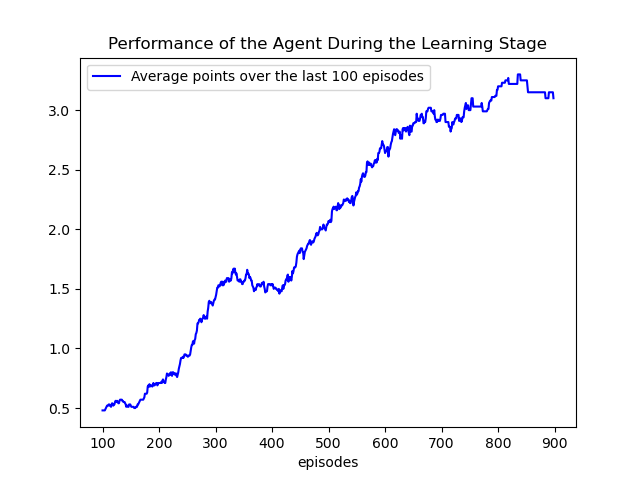 Performance of the Agent During the Learning Stage
Average points over the last 100 episodes
3.0
2.5
2.0
1.5
1.0
0.5
100 200 300 400 500 600 700 800 900
episodes